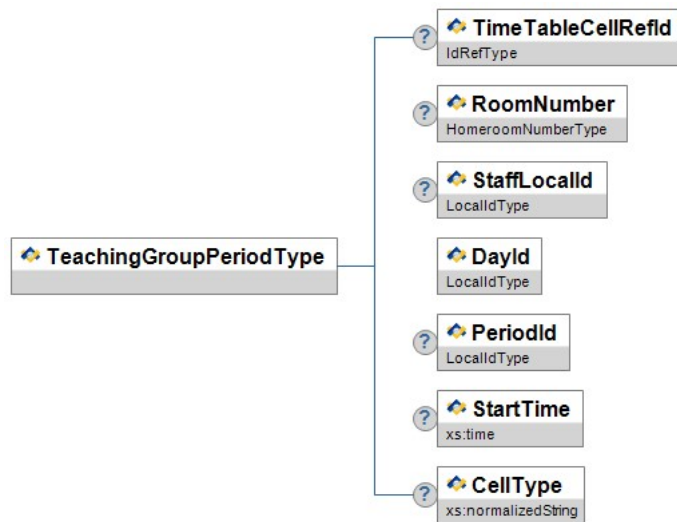 ?
TimeTableCellRefId
IdRefType
?
RoomNumber
HomeroomNumberType
?
StaffLocalId
LocalIdType
TeachingGroupPeriodType
DayId
LocalIdType
?
PeriodId
LocalIdType
?
StartTime
xs:time
?
CellType
xs:normalizedString